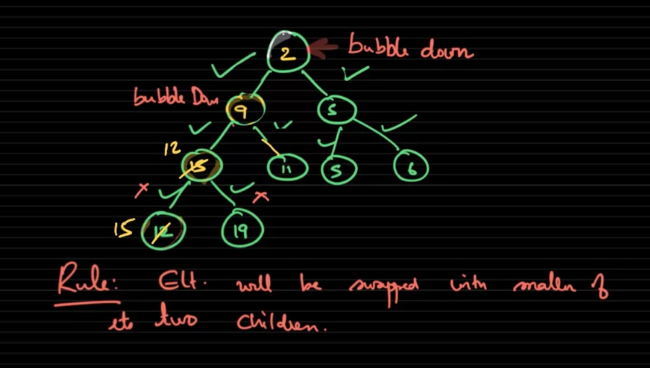 2 bubble down
bubble Dow 9 5
12
15 11 5 6
15 12 19
Rule: Elt. will be swapped with smaller of
its two children.